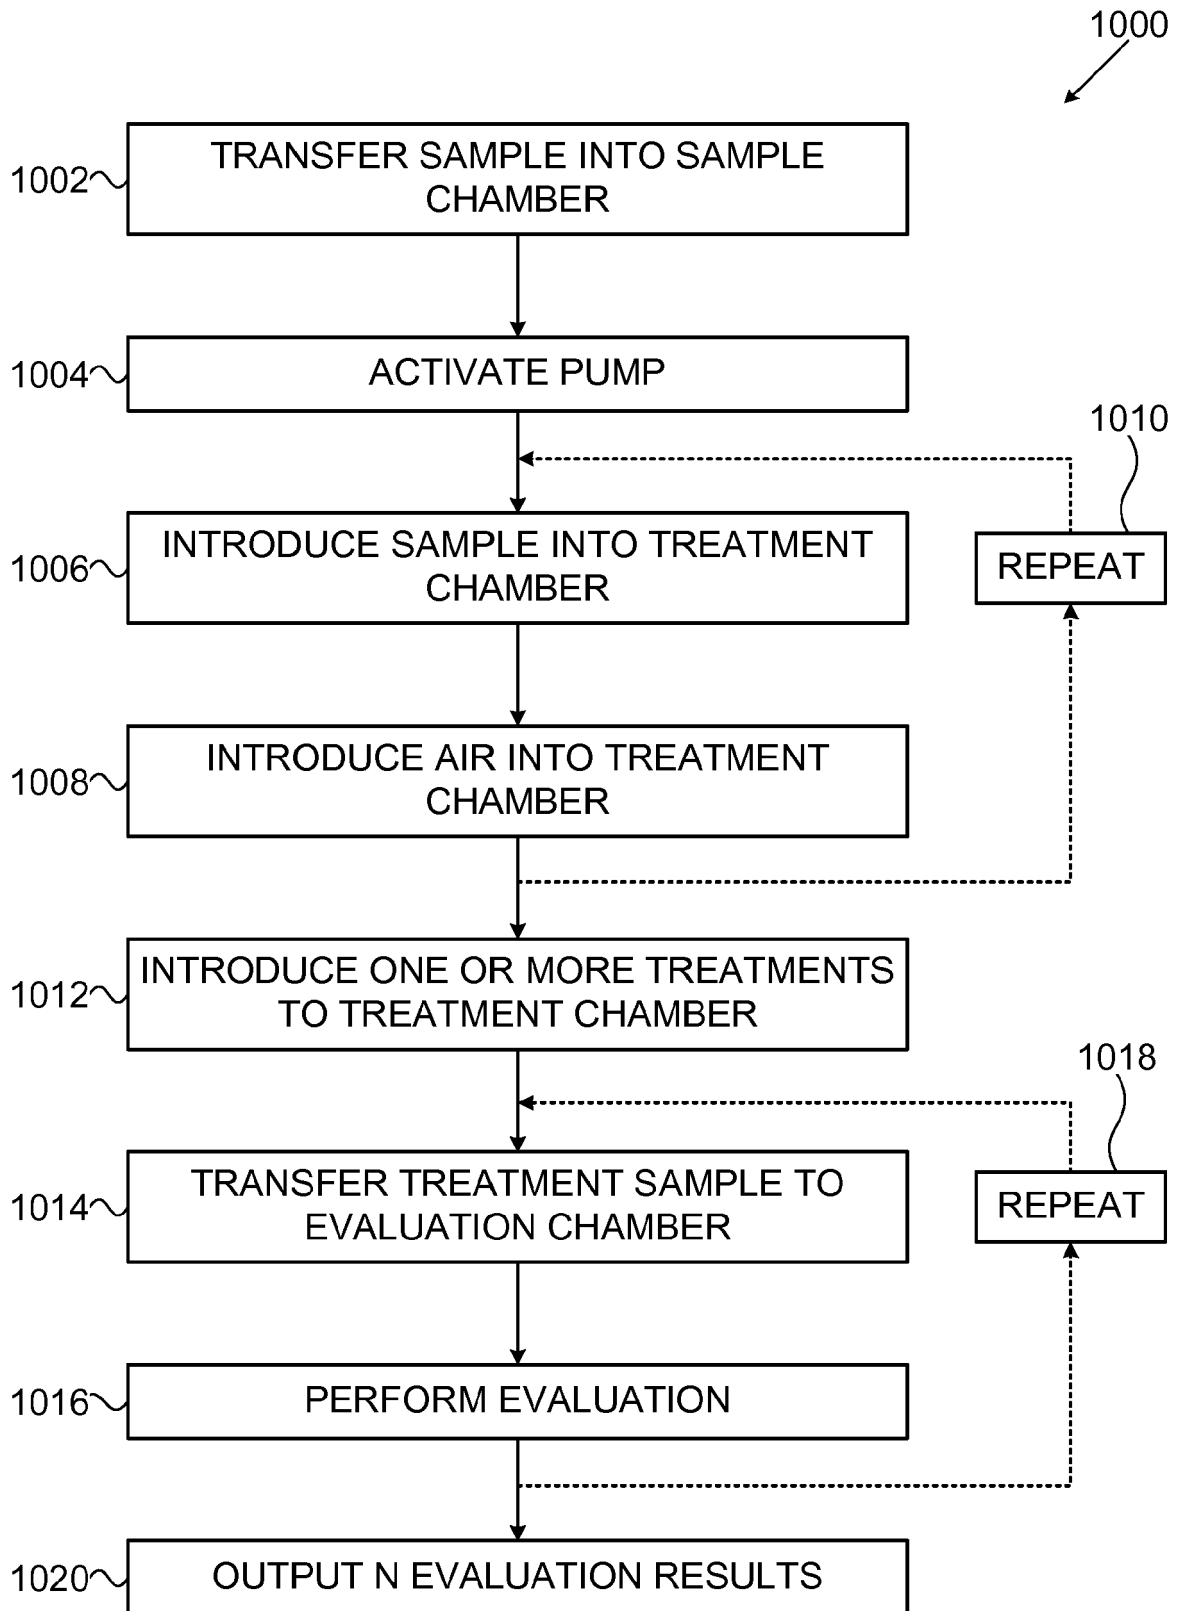 1000
TRANSFER SAMPLE INTO SAMPLE
CHAMBER
1002
ACTIVATE PUMP
1004
1010
INTRODUCE SAMPLE INTO TREATMENT
CHAMBER
1006
REPEAT
INTRODUCE AIR INTO TREATMENT
CHAMBER
1008
INTRODUCE ONE OR MORE TREATMENTS
TO TREATMENT CHAMBER
1012
1018
TRANSFER TREATMENT SAMPLE TO
EVALUATION CHAMBER
1014
REPEAT
PERFORM EVALUATION
1016
OUTPUT N EVALUATION RESULTS
1020